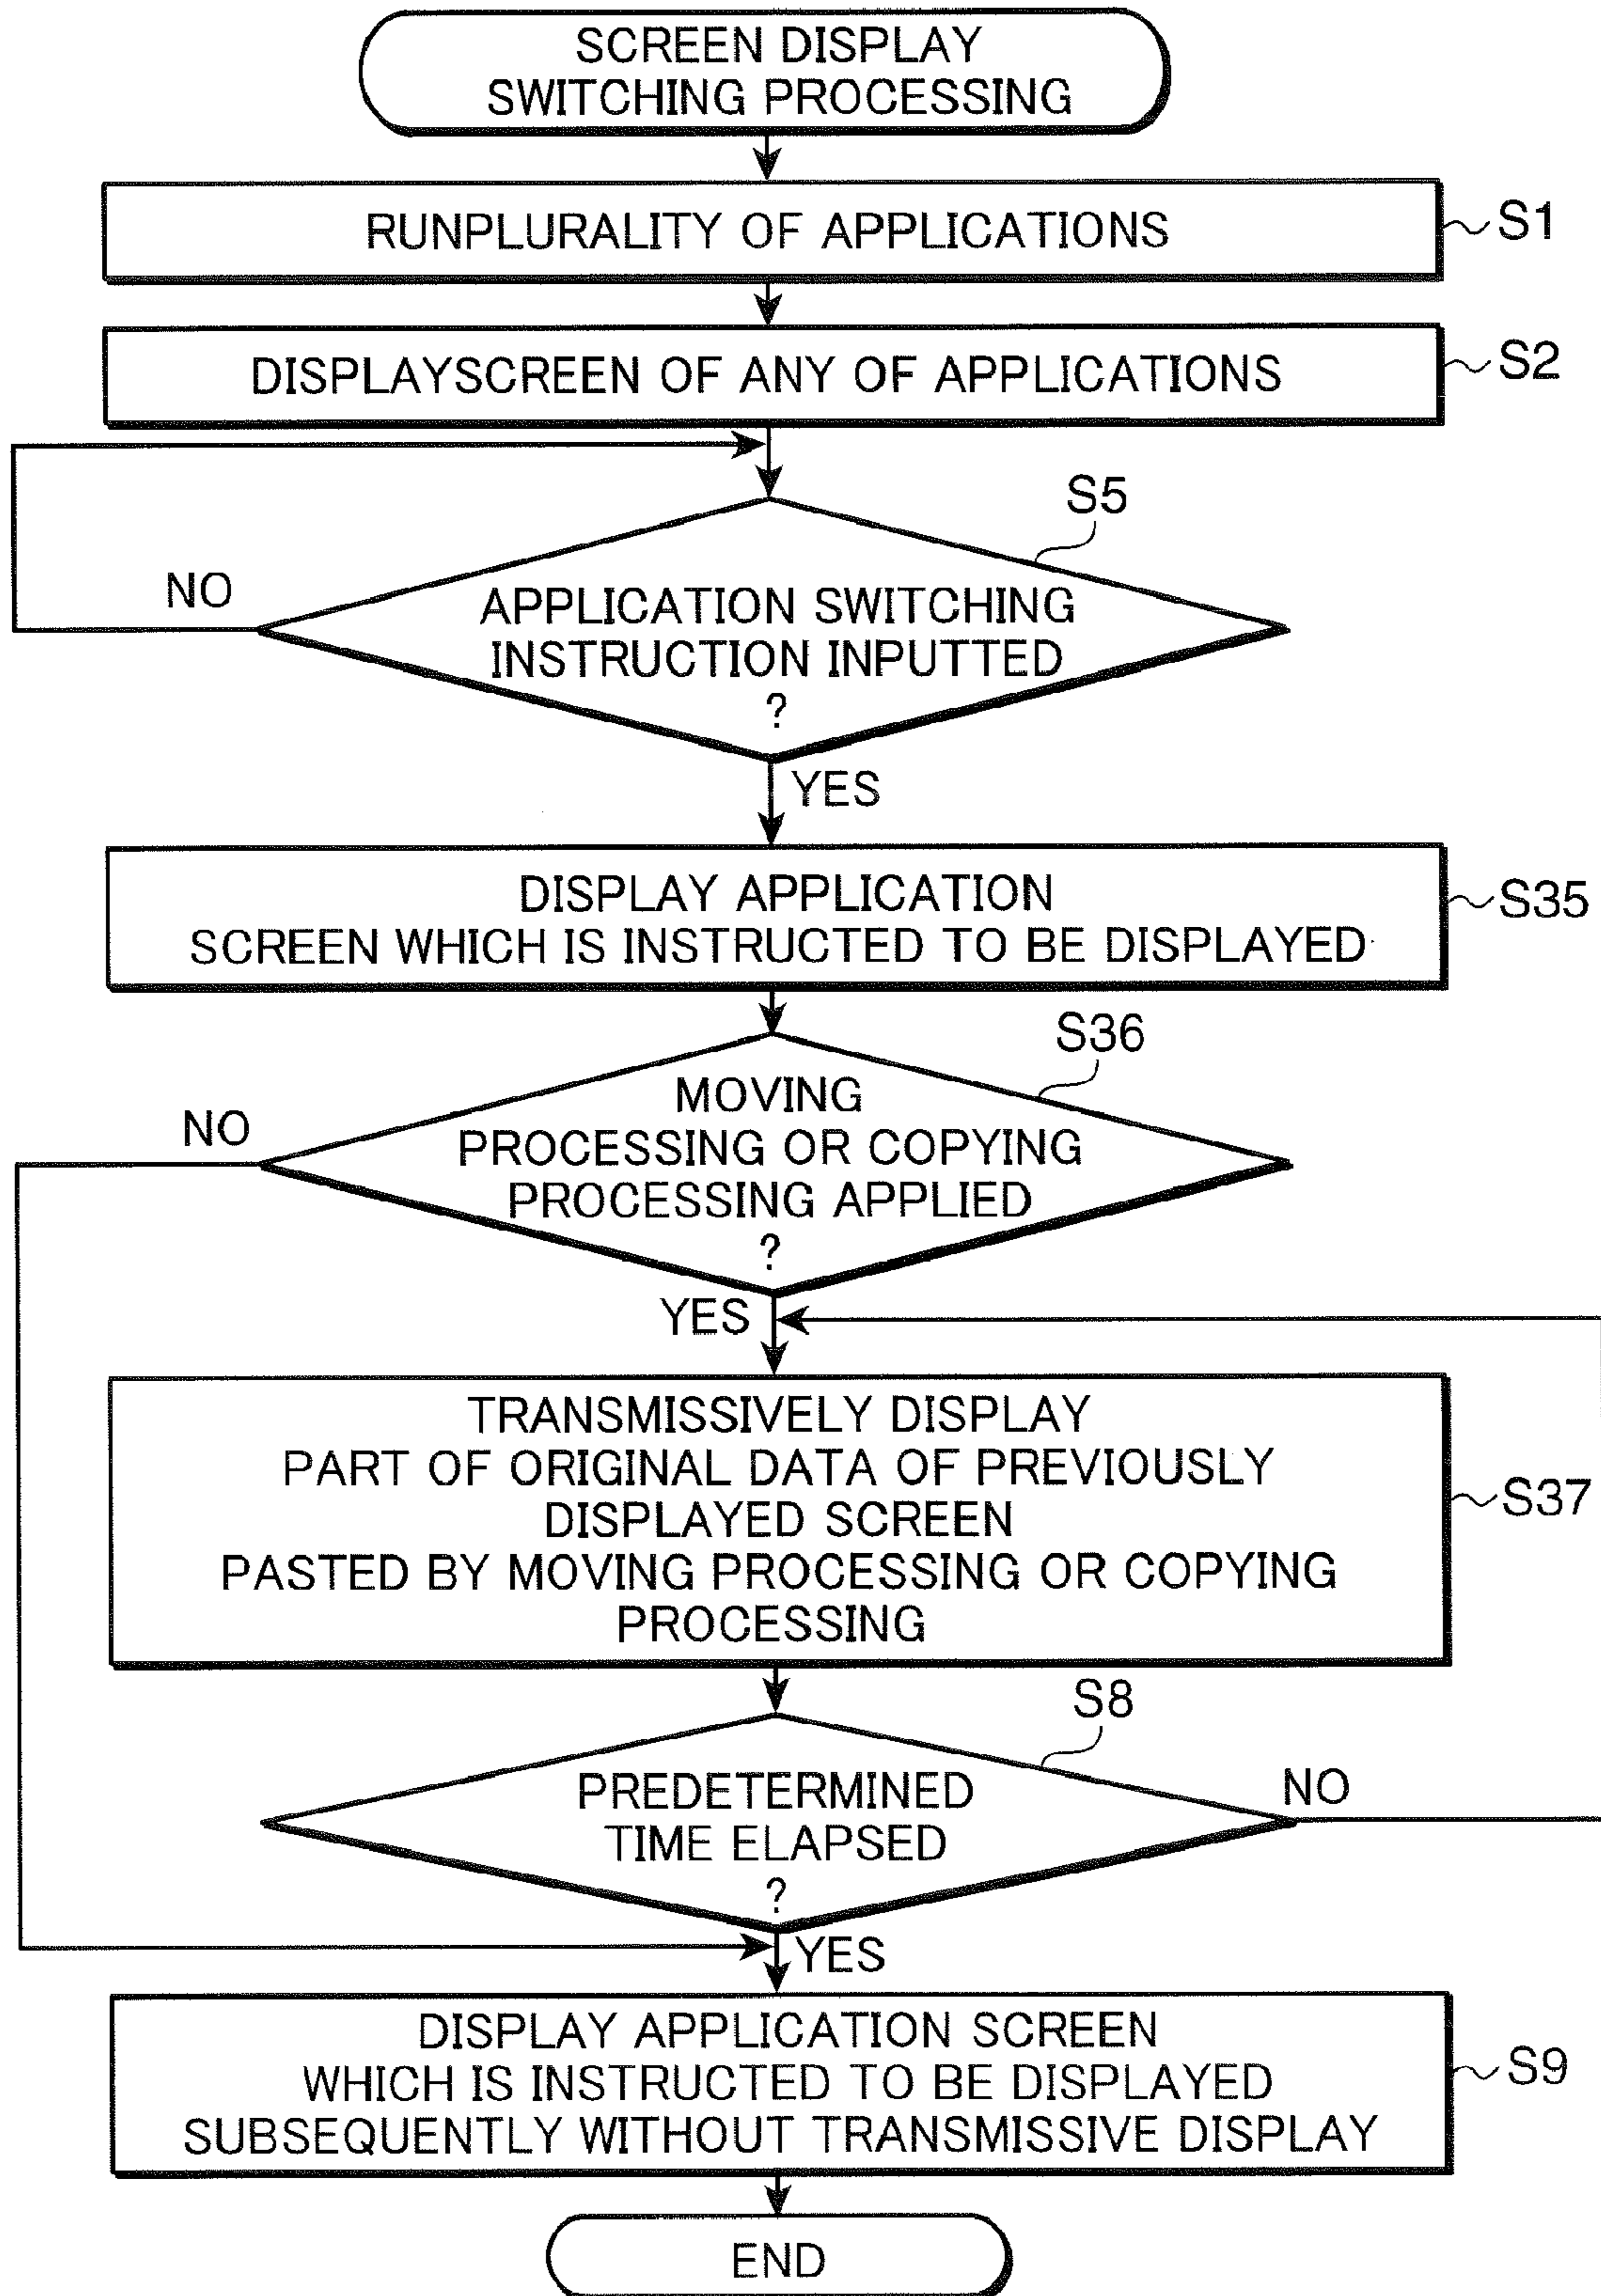 SCREEN DISPLAY
SWITCHING PROCESSING
RUNPLURALITY OF APPLICATIONS
S1
DISPLAYSCREEN OF ANY OF APPLICATIONS
S2
S5
NO
APPLICATION SWITCHING
INSTRUCTION INPUTTED
?
YES
DISPLAY APPLICATION
SCREEN WHICH IS INSTRUCTED TO BE DISPLAYED
S35
S36
NO
MOVING
PROCESSING OR COPYING
PROCESSING APPLIED
?
YES
TRANSMISSIVELY DISPLAY
PART OF ORIGINAL DATA OF PREVIOUSLY
DISPLAYED SCREEN
PASTED BY MOVING PROCESSING OR COPYING
PROCESSING
S37
S8
PREDETERMINED
TIME ELAPSED
?
NO
YES
DISPLAY APPLICATION SCREEN
WHICH IS INSTRUCTED TO BE DISPLAYED
SUBSEQUENTLY WITHOUT TRANSMISSIVE DISPLAY
S9
END